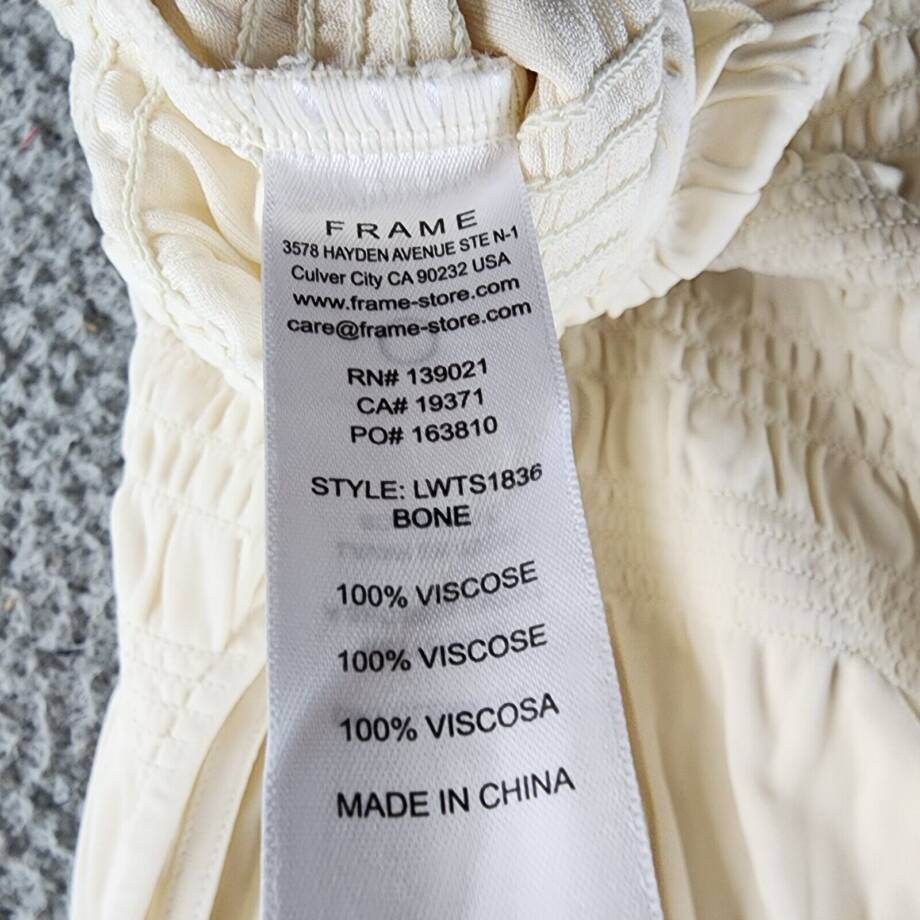 FRAME
3578 HAYDEN AVENUE STE N-1
Culver City CA 90232 USA
www.frame-store.com
care@frame-store.com
RN# 139021
CA# 19371
PO# 163810
STYLE: LWTS1836
BONE
100% VISCOSE
100% VISCOSE
100% VISCOSA
MADE IN CHINA